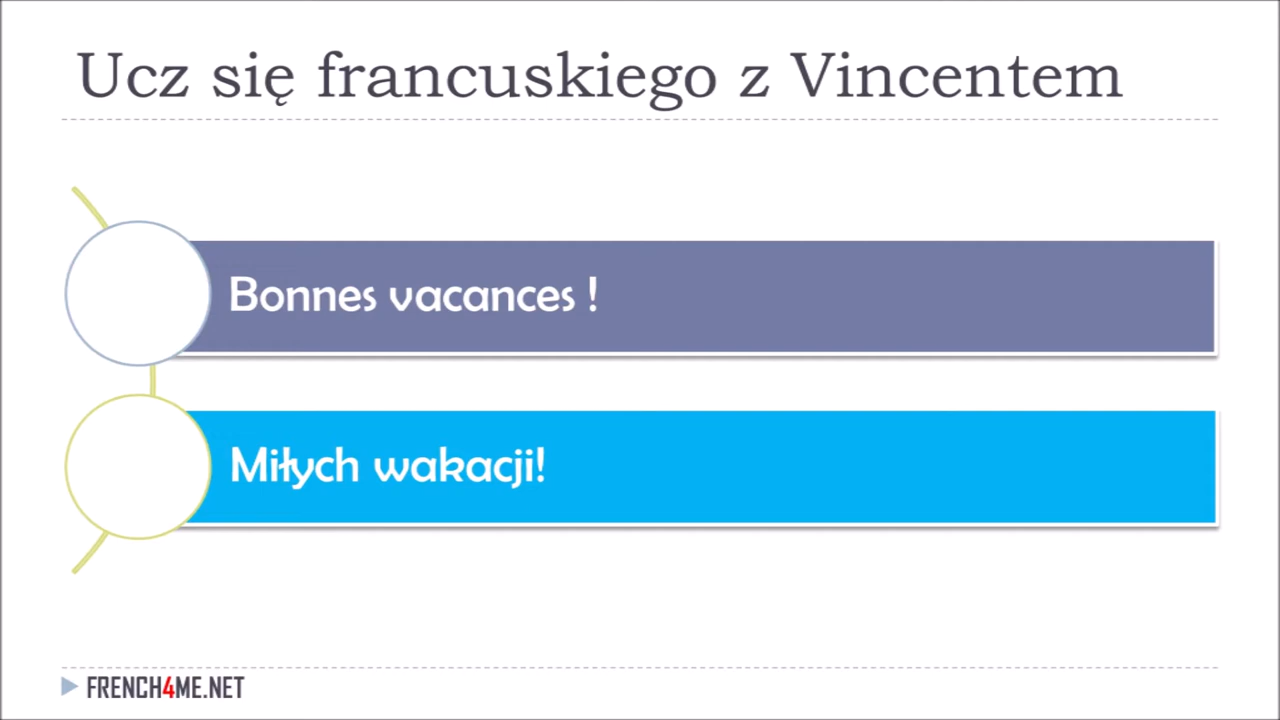 Ucz się francuskiego z Vincentem
Bonnes vacances !
Miłych wakacji!
FRENCH4ME.NET